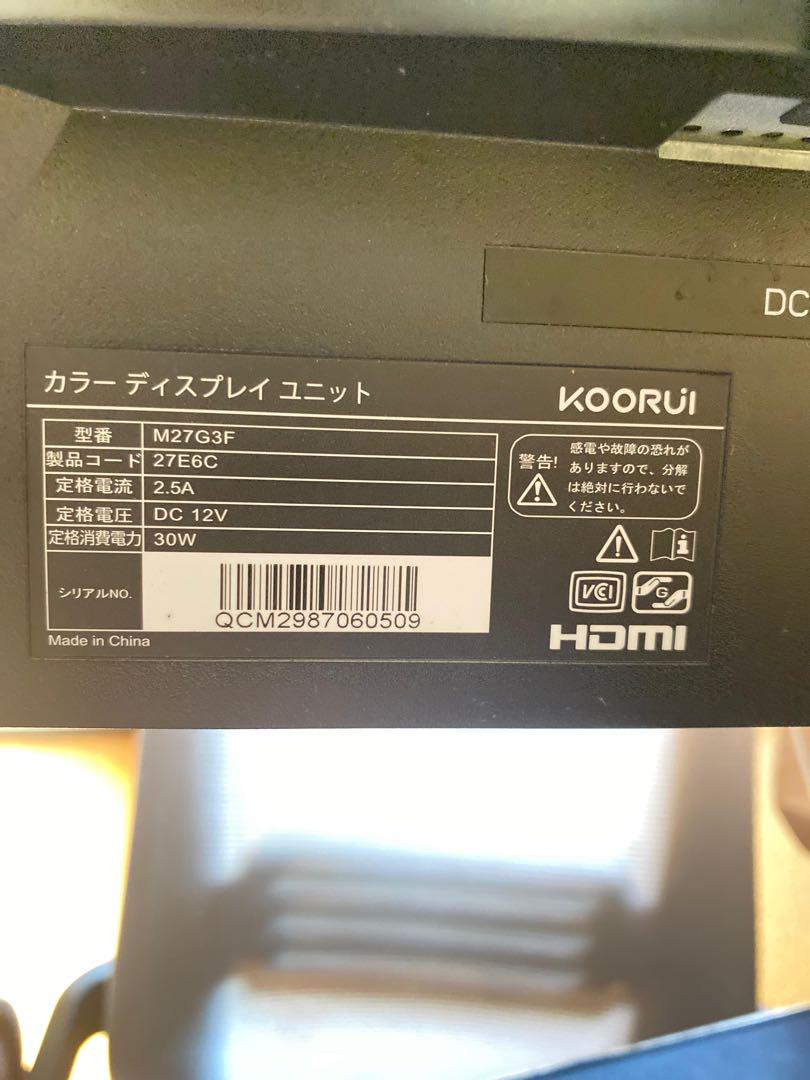 DC
カラー ディスプレイ ユニット
KOORUI
型番 M27G3F
製品コード 27E6C
定格電流 2.5A
定格電圧 DC 12V
定格消費電力 30W
シリアルNO.
QCM2987060509
Made in China
警告!
感電や故障の恐れが
ありますので、分解
は絶対に行わないで
ください。
i
VCI
G
HDMI